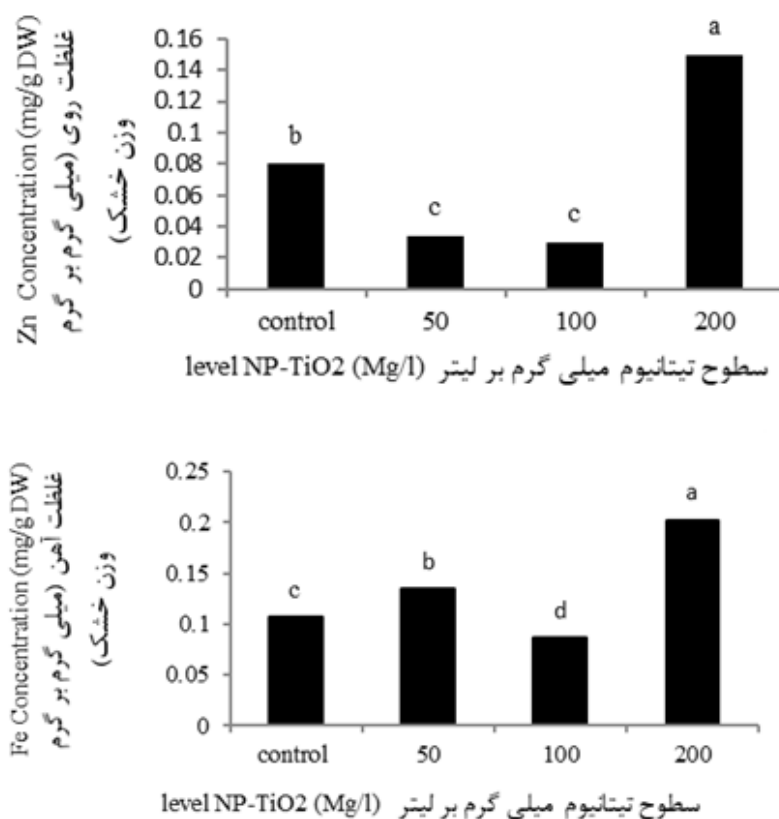 Zn Concentration (mg/g DW)
غلظت روی (میلی گرم بر گرم
وزن خشک)
0.16
0.14
0.12
0.1
0.08
0.06
0.04
0.02
0
b
c
c
a
control 50 100 200
level NP-TiO2 (Mg/l) سطوح تیتانیوم میلی گرم بر لیتر
Fe Concentration (mg/g DW)
غلظت آهن (میلی گرم بر گرم
وزن خشک)
0.25
0.2
0.15
0.1
0.05
0
c
b
d
a
control 50 100 200
level NP-TiO2 (Mg/l) سطوح تیتانیوم میلی گرم بر لیتر